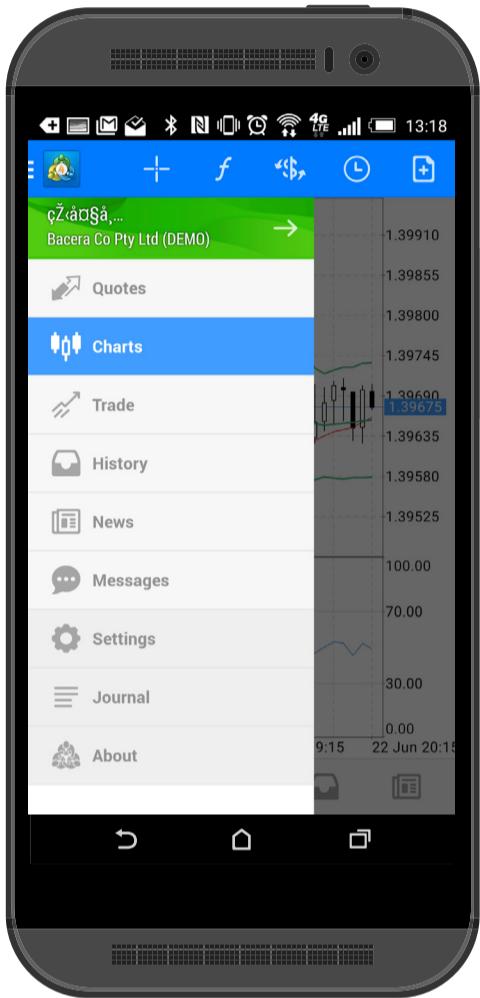 4G
LTE
13:18
f
$
çŽ‹å¤§å¸‚...
Bacera Co Pty Ltd (DEMO)
Quotes
Charts
Trade
History
News
Messages
Settings
Journal
About
1.39910
1.39855
1.39800
1.39745
1.39690
1.39675
1.39635
1.39580
1.39525
100.00
70.00
30.00
0.00
9:15
22 Jun 20:15